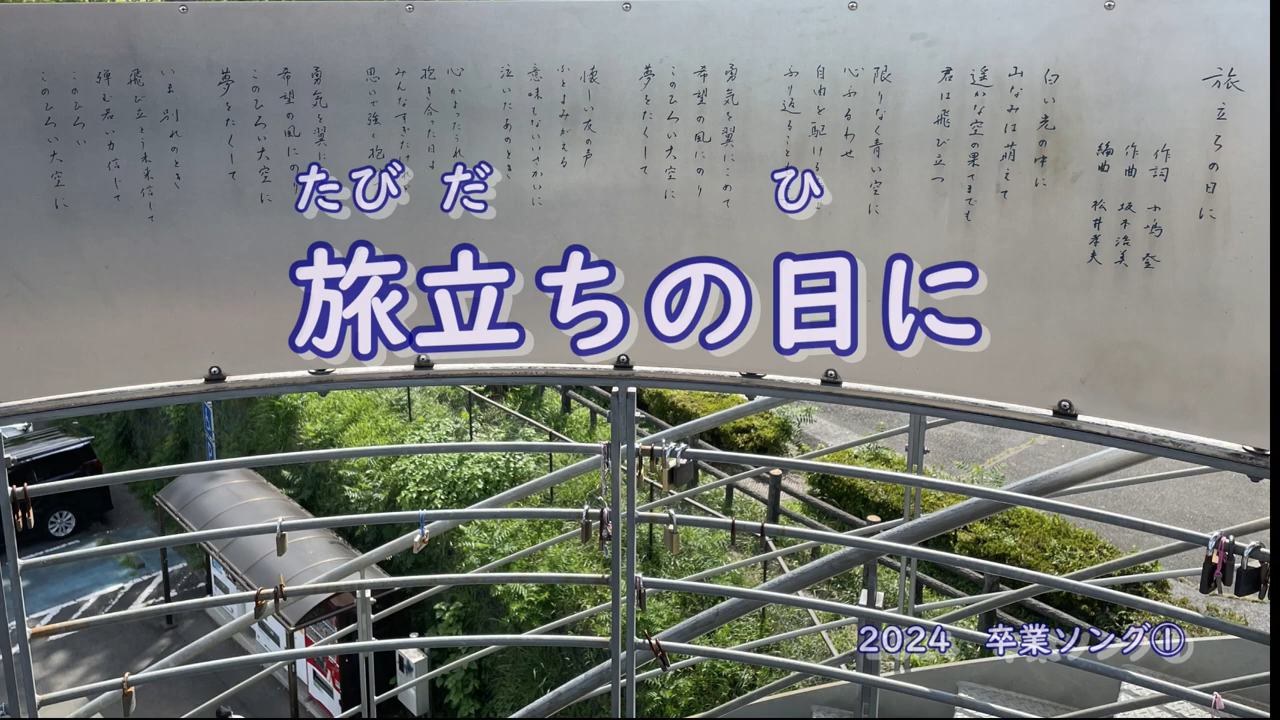 旅立ちの日に
作詞 小嶋 登
作曲 坂本浩美
編曲 松井孝夫
白い光の中に
山なみは萌えて
遥かな空の果てまでも
君は飛び立つ
限りなく青い空に
心ふるわせ
自由を駆ける
ふり返ること
勇気を翼にこめて
希望の風にのり
このひろい大空に
夢をたくして
懐しい友の声
ふとよみがえる
意味もないいさかいに
泣いたあのとき
心かよったうれ
抱き合った日よ
みんなすぎたけ
思いで強く抱
勇気を翼に
希望の風にの
このひろい大空に
夢をたくして
いま別れのとき
飛び立とう未来信じて
弾む若い力信じて
このひろい
このひろい大空に
たび だ ひ
旅立ちの日に
2024 卒業ソング①